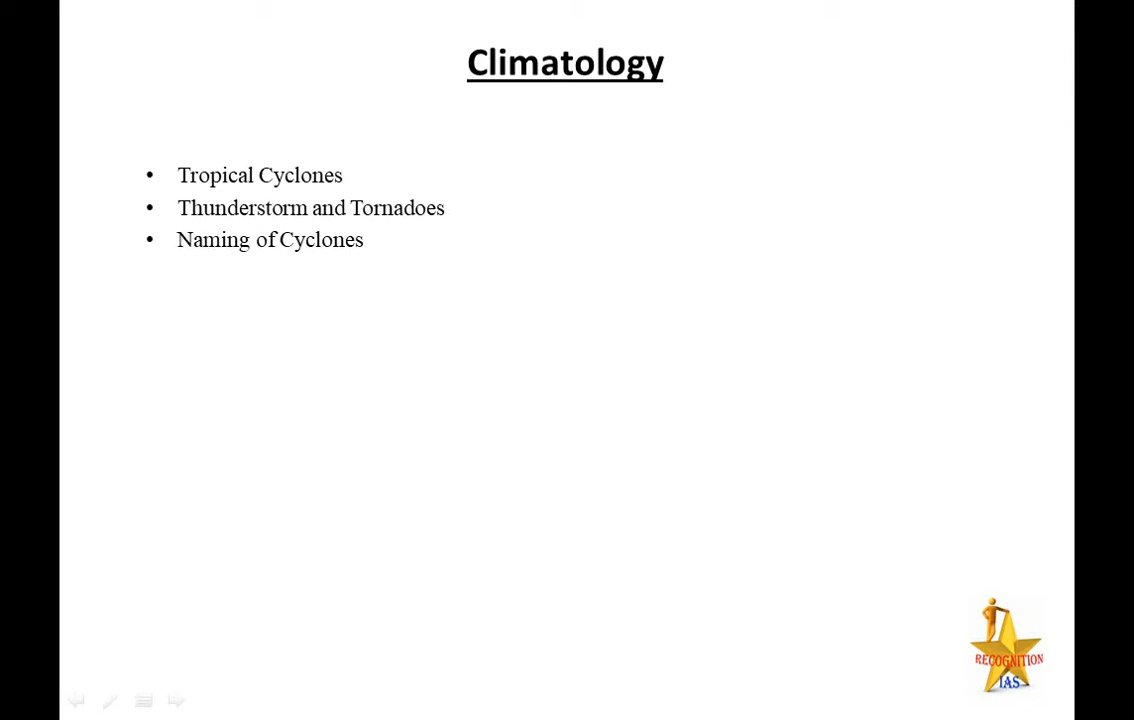 Climatology
• Tropical Cyclones
• Thunderstorm and Tornadoes
• Naming of Cyclones
RECOGNITION
IAS